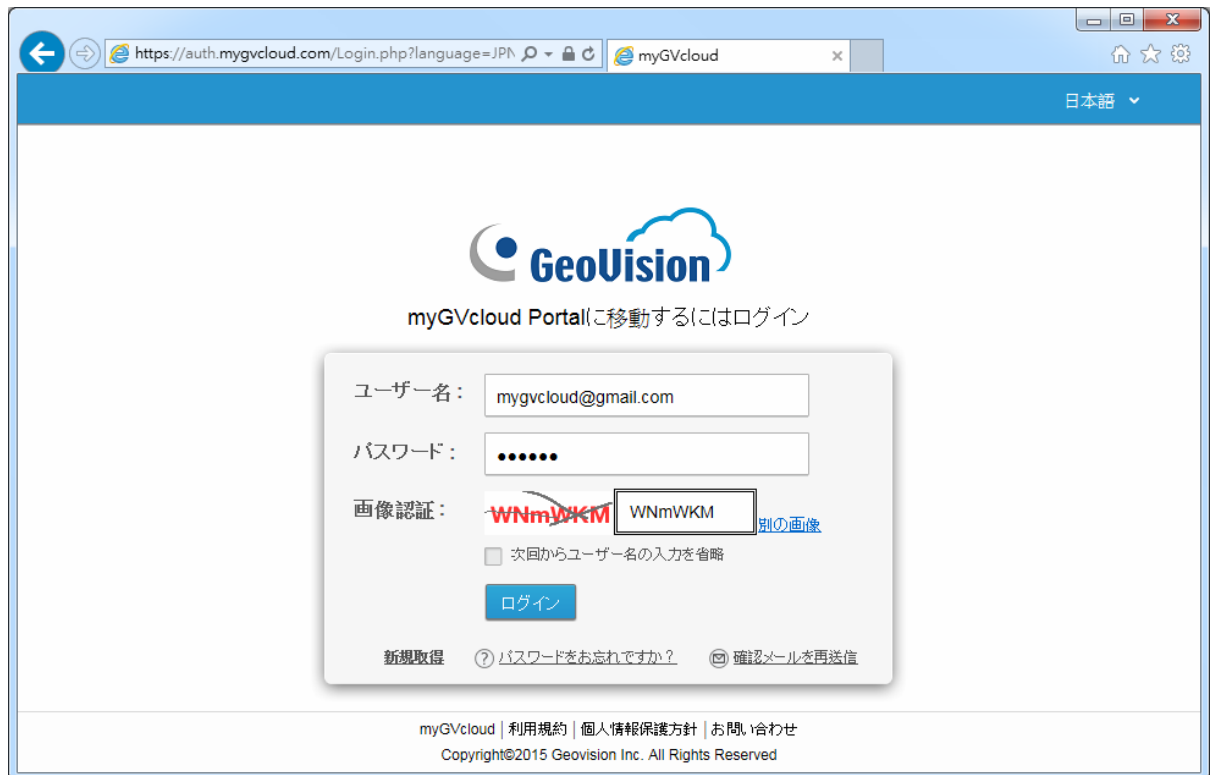 https://auth.mygvcloud.com/Login.php?language=JPN
myGVcloud
日本語
GeoVision
myGVcloud Portalに移動するにはログイン
ユーザー名：
mygvcloud@gmail.com
パスワード：
••••••
画像認証：
WNmWKM
WNmWKM
別の画像
次回からユーザー名の入力を省略
ログイン
新規取得
?
パスワードをお忘れですか？
確認メールを再送信
myGVcloud | 利用規約 | 個人情報保護方針 | お問い合わせ
Copyright©2015 Geovision Inc. All Rights Reserved